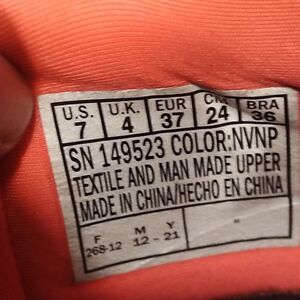 U.S. U.K. EUR CM BRA
7 4 37 24 36
SN 149523 COLOR:NVNP
TEXTILE AND MAN MADE UPPER
MADE IN CHINA/HECHO EN CHINA
F M Y
268-12 12-21